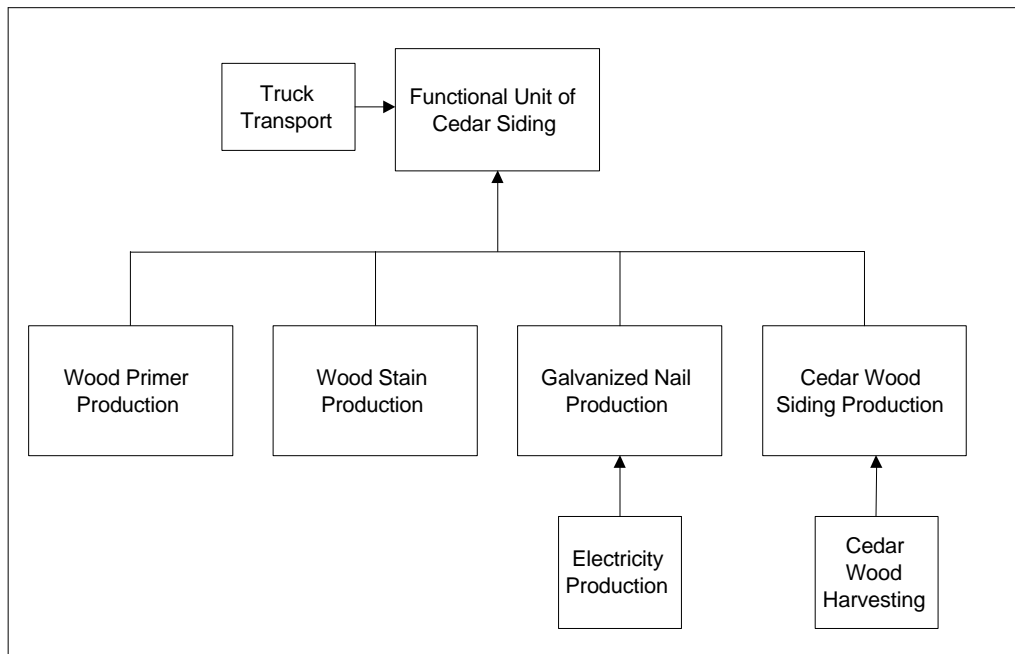 Truck
Transport
Functional Unit of
Cedar Siding
Wood Primer
Production
Wood Stain
Production
Galvanized Nail
Production
Cedar Wood
Siding Production
Electricity
Production
Cedar
Wood
Harvesting